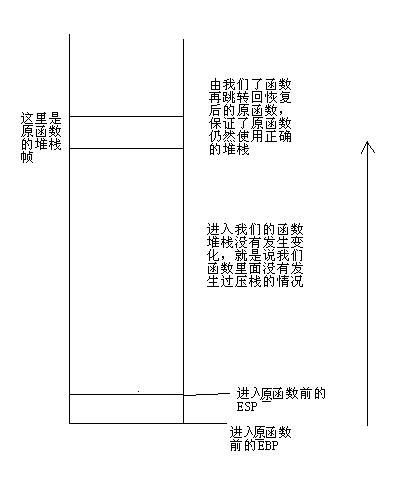 由我们了函数
再跳转回恢复
后的原函数，
保证了原函数
仍然使用正确
的堆栈
这里是
原函数
的堆栈
帧
进入我们的函数
堆栈没有发生变
化，就是说我们
函数里面没有发
生过压栈的情况
进入原函数前的
ESP
进入原函数
前的EBP